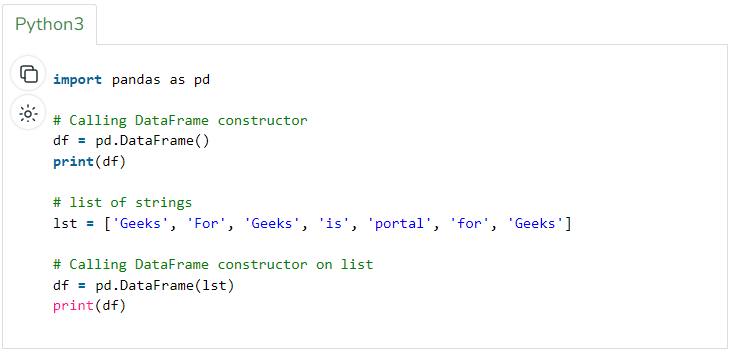 Python3
import pandas as pd
# Calling DataFrame constructor
df = pd.DataFrame()
print(df)
# list of strings
lst = ['Geeks', 'For', 'Geeks', 'is', 'portal', 'for', 'Geeks']
# Calling DataFrame constructor on list
df = pd.DataFrame(lst)
print(df)